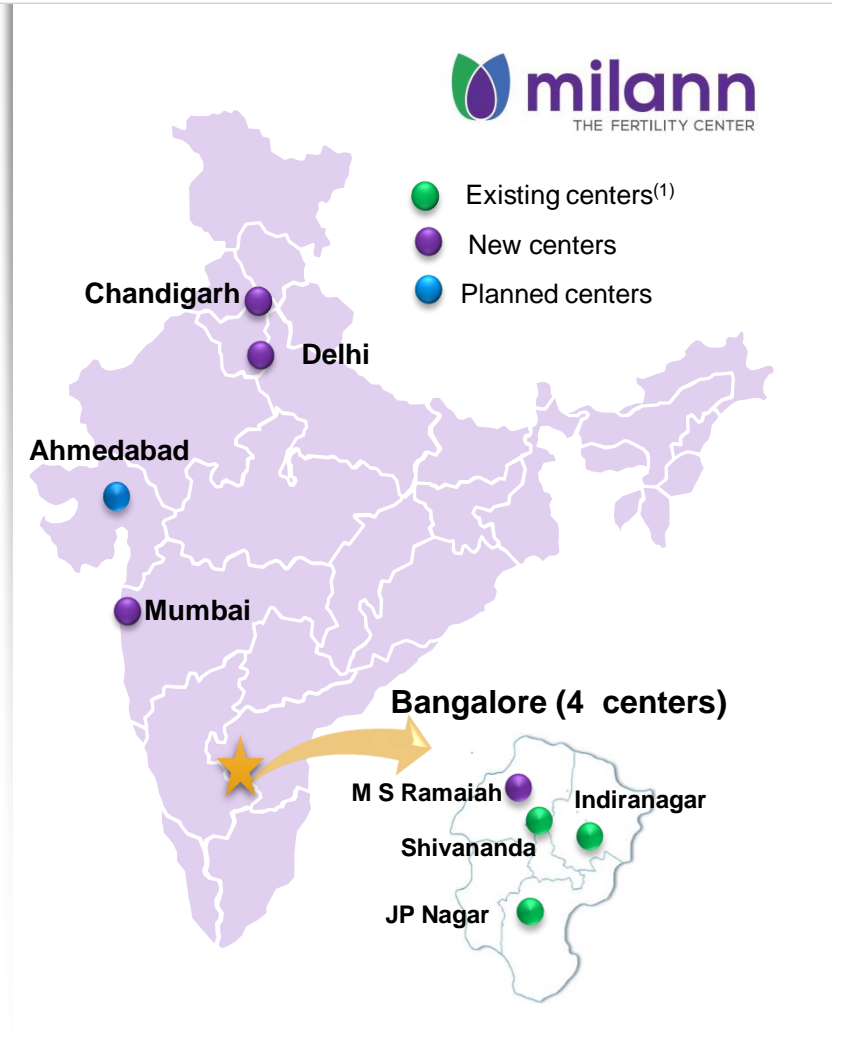 milann
THE FERTILITY CENTER
Existing centers(1)
New centers
Planned centers
Chandigarh
Delhi
Ahmedabad
Mumbai
Bangalore (4 centers)
M S Ramaiah
Indiranagar
Shivananda
JP Nagar